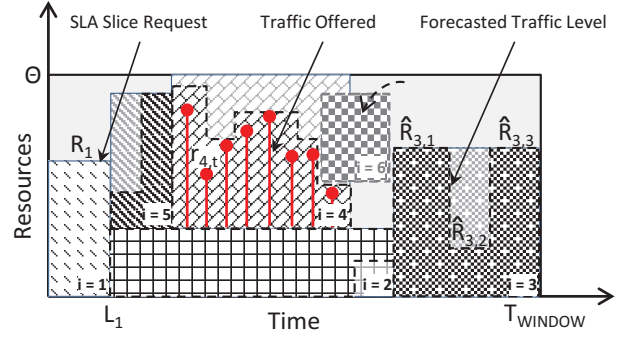 SLA Slice Request
Traffic Offered
Forecasted Traffic Level
Θ
Resources
R₁
r₄,ₜ
R̂₃,₁
R̂₃,₃
R̂₃,₂
i = 6
i = 5
i = 4
i = 1
i = 2
i = 3
L₁
Time
T_WINDOW